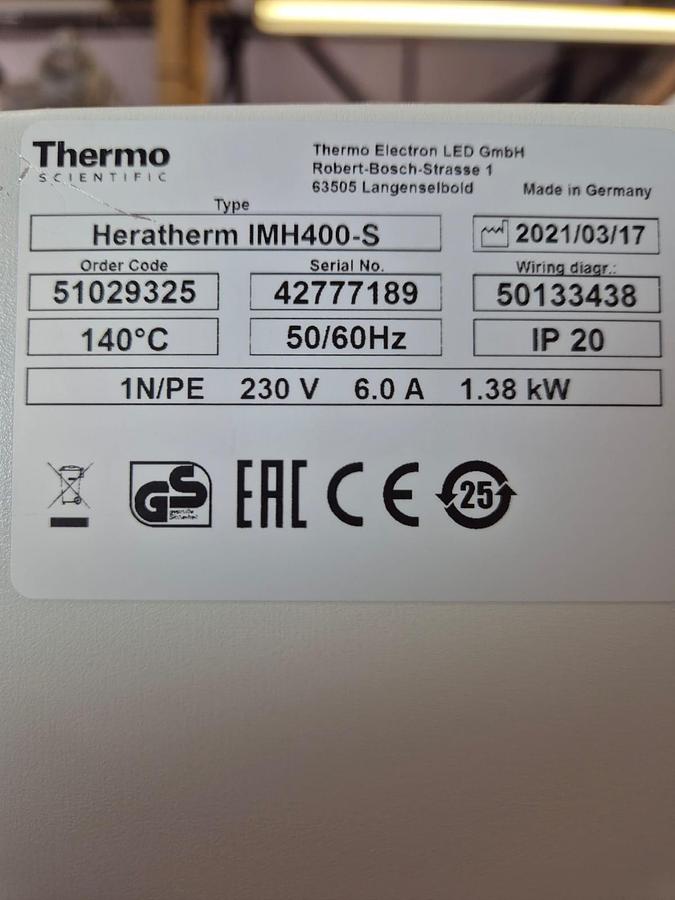 Thermo
SCIENTIFIC
Thermo Electron LED GmbH
Robert-Bosch-Strasse 1
63505 Langenselbold
Made in Germany
Type
Heratherm IMH400-S
2021/03/17
Order Code
Serial No.
Wiring diagr.:
51029325
42777189
50133438
140°C
50/60Hz
IP 20
1N/PE 230 V 6.0 A 1.38 kW
GS
geprüfte
Sicherheit
EAC
CE
25